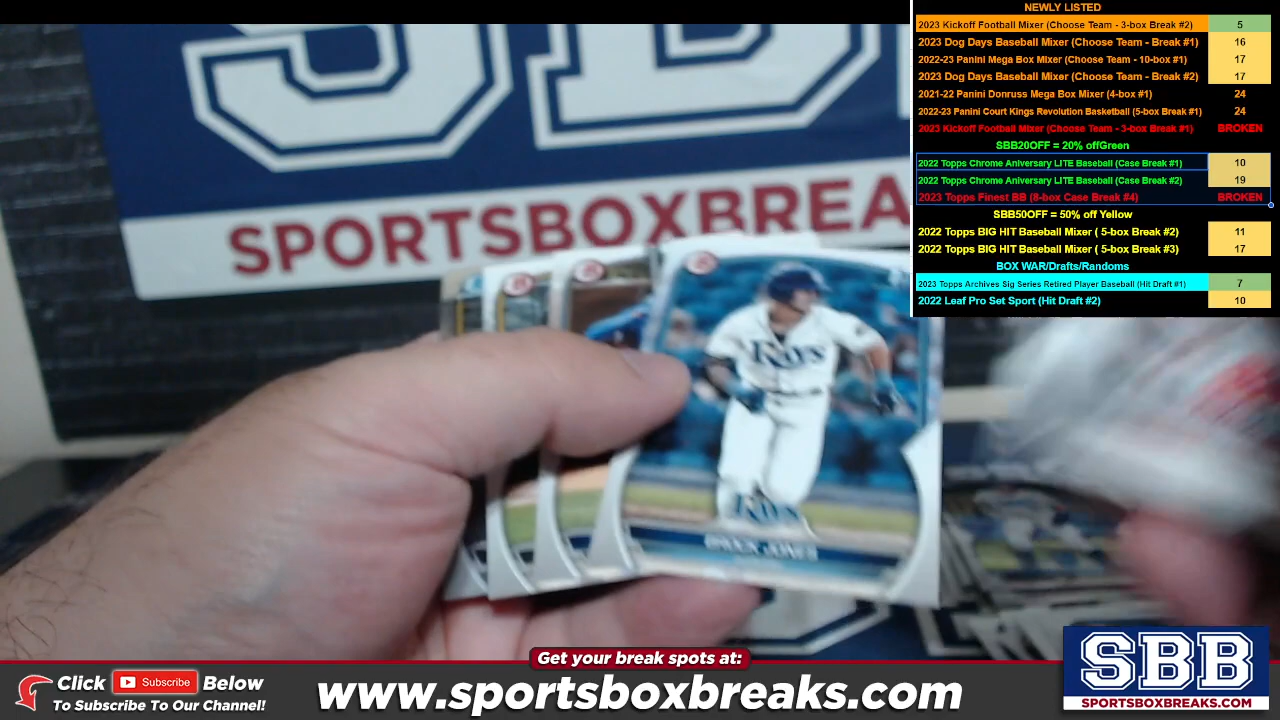 NEWLY LISTED
2023 Kickoff Football Mixer (Choose Team - 3-box Break #2) 5
2023 Dog Days Baseball Mixer (Choose Team - Break #1) 16
2022-23 Panini Mega Box Mixer (Choose Team - 10-box #1) 17
2023 Dog Days Baseball Mixer (Choose Team - Break #2) 17
2021-22 Panini Donruss Mega Box Mixer (4-box #1) 24
2022-23 Panini Court Kings Revolution Basketball (5-box Break #1) 24
2023 Kickoff Football Mixer (Choose Team - 3-box Break #1) BROKEN
SBB20OFF = 20% offGreen
2022 Topps Chrome Aniversary LITE Baseball (Case Break #1) 10
2022 Topps Chrome Aniversary LITE Baseball (Case Break #2) 19
2023 Topps Finest BB (8-box Case Break #4) BROKEN
SBB50OFF = 50% off Yellow
2022 Topps BIG HIT Baseball Mixer ( 5-box Break #2) 11
2022 Topps BIG HIT Baseball Mixer ( 5-box Break #3) 17
BOX WAR/Drafts/Randoms
2023 Topps Archives Sig Series Retired Player Baseball (Hit Draft #1) 7
2022 Leaf Pro Set Sport (Hit Draft #2) 10
SBB
SPORTSBOXBREA
Rays
JONES
Get your break spots at:
Click Subscribe Below
To Subscribe To Our Channel!
www.sportsboxbreaks.com
SBB
SPORTSBOXBREAKS.COM